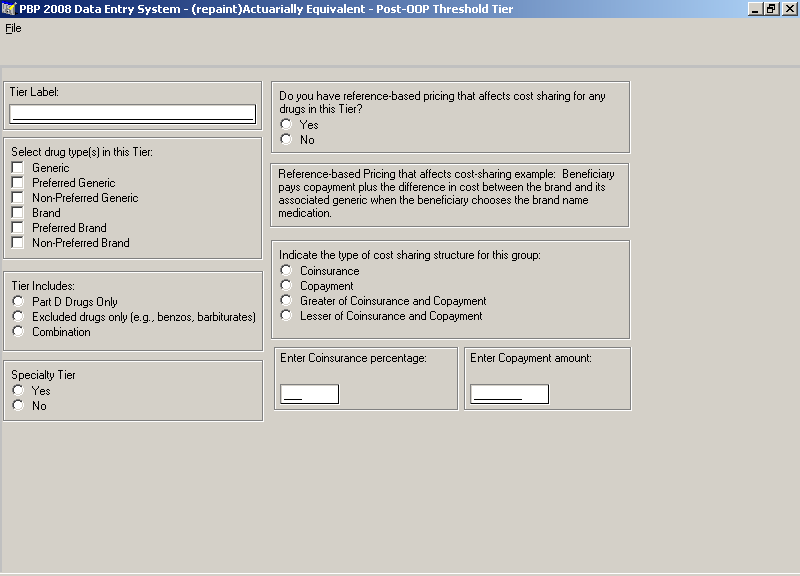 PBP 2008 Data Entry System - (repaint)Actuarially Equivalent - Post-OOP Threshold Tier
File
Tier Label:
Select drug type(s) in this Tier:
Generic
Preferred Generic
Non-Preferred Generic
Brand
Preferred Brand
Non-Preferred Brand
Tier Includes:
Part D Drugs Only
Excluded drugs only (e.g., benzos, barbiturates)
Combination
Specialty Tier
Yes
No
Do you have reference-based pricing that affects cost sharing for any
drugs in this Tier?
Yes
No
Reference-based Pricing that affects cost-sharing example:  Beneficiary
pays copayment plus the difference in cost between the brand and its
associated generic when the beneficiary chooses the brand name
medication.
Indicate the type of cost sharing structure for this group:
Coinsurance
Copayment
Greater of Coinsurance and Copayment
Lesser of Coinsurance and Copayment
Enter Coinsurance percentage:
Enter Copayment amount: